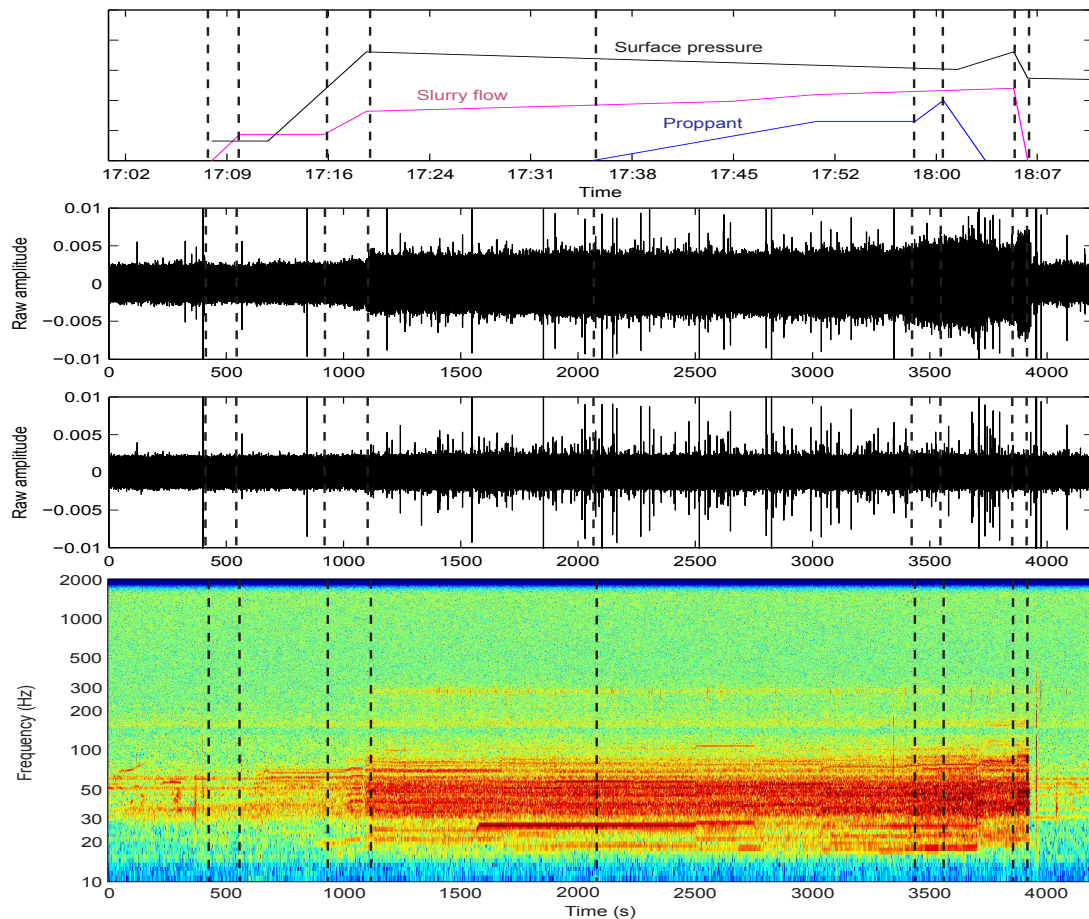 Surface pressure
Slurry flow
Proppant
17:02 17:09 17:16 17:24 17:31 17:38 17:45 17:52 18:00 18:07
Time
Raw amplitude
0.01
0.005
0
−0.005
−0.01
0 500 1000 1500 2000 2500 3000 3500 4000
Raw amplitude
0.01
0.005
0
−0.005
−0.01
0 500 1000 1500 2000 2500 3000 3500 4000
Frequency (Hz)
2000
1000
500
300
200
100
50
30
20
10
0 500 1000 1500 2000 2500 3000 3500 4000
Time (s)